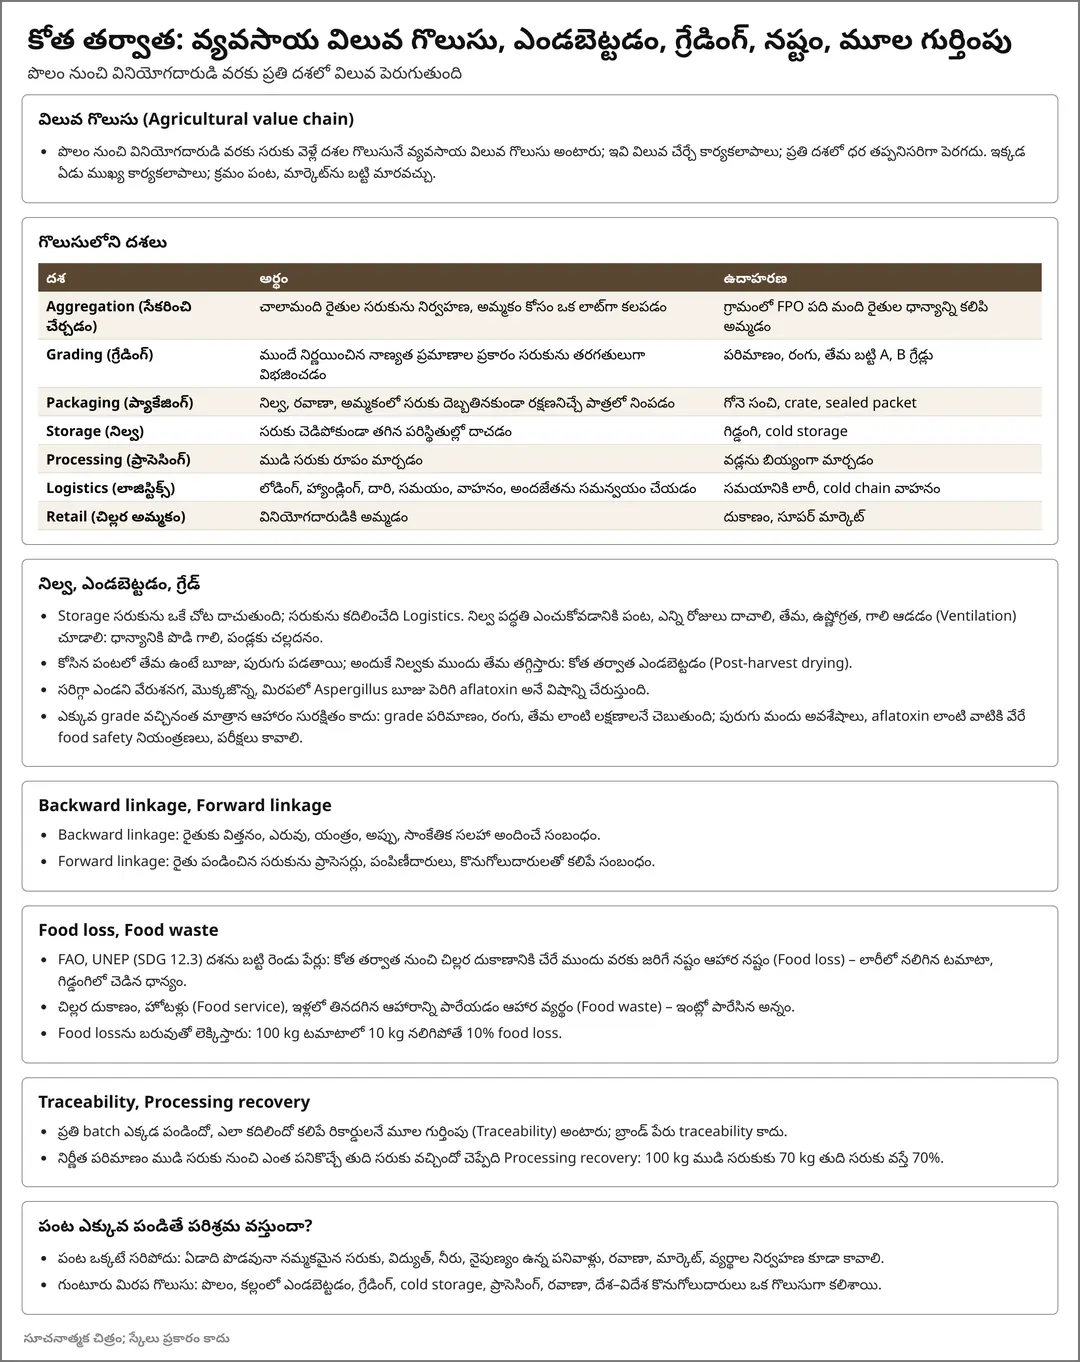 కోత తర్వాత: వ్యవసాయ విలువ గొలుసు, ఎండబెట్టడం, గ్రేడింగ్, నష్టం, మూల గుర్తింపు
పొలం నుంచి వినియోగదారుడి వరకు ప్రతి దశలో విలువ పెరుగుతుంది
విలువ గొలుసు (Agricultural value chain)
• పొలం నుంచి వినియోగదారుడి వరకు సరుకు వెళ్లే దశల గొలుసునే వ్యవసాయ విలువ గొలుసు అంటారు; ఇవి విలువ చేర్చే కార్యకలాపాలు; ప్రతి దశలో ధర తప్పనిసరిగా పెరగదు. ఇక్కడ
ఏడు ముఖ్య కార్యకలాపాలు; క్రమం పంట, మార్కెట్‌ను బట్టి మారవచ్చు.
గొలుసులోని దశలు
దశ అర్థం ఉదాహరణ
Aggregation (సేకరించి చాలామంది రైతుల సరుకును నిర్వహణ, అమ్మకం కోసం ఒక లాట్‌గా కలపడం గ్రామంలో FPO పది మంది రైతుల ధాన్యాన్ని కలిపి
చేర్చడం) అమ్మడం
Grading (గ్రేడింగ్) ముందే నిర్ణయించిన నాణ్యత ప్రమాణాల ప్రకారం సరుకును తరగతులుగా పరిమాణం, రంగు, తేమ బట్టి A, B గ్రేడ్లు
విభజించడం
Packaging (ప్యాకేజింగ్) నిల్వ, రవాణా, అమ్మకంలో సరుకు దెబ్బతినకుండా రక్షణనిచ్చే పాత్రలో నింపడం గోనె సంచి, crate, sealed packet
Storage (నిల్వ) సరుకు చెడిపోకుండా తగిన పరిస్థితుల్లో దాచడం గిడ్డంగి, cold storage
Processing (ప్రాసెసింగ్) ముడి సరుకు రూపం మార్చడం వడ్లను బియ్యంగా మార్చడం
Logistics (లాజిస్టిక్స్) లోడింగ్, హ్యాండ్లింగ్, దారి, సమయం, వాహనం, అందజేతను సమన్వయం చేయడం సమయానికి లారీ, cold chain వాహనం
Retail (చిల్లర అమ్మకం) వినియోగదారుడికి అమ్మడం దుకాణం, సూపర్ మార్కెట్
నిల్వ, ఎండబెట్టడం, గ్రేడ్
• Storage సరుకును ఒకే చోట దాచుతుంది; సరుకును కదిలించేది Logistics. నిల్వ పద్ధతి ఎంచుకోవడానికి పంట, ఎన్ని రోజులు దాచాలి, తేమ, ఉష్ణోగ్రత, గాలి ఆడడం (Ventilation)
చూడాలి: ధాన్యానికి పొడి గాలి, పండ్లకు చల్లదనం.
• కోసిన పంటలో తేమ ఉంటే బూజు, పురుగు పడతాయి; అందుకే నిల్వకు ముందు తేమ తగ్గిస్తారు: కోత తర్వాత ఎండబెట్టడం (Post-harvest drying).
• సరిగ్గా ఎండని వేరుశనగ, మొక్కజొన్న, మిరపలో Aspergillus బూజు పెరిగి aflatoxin అనే విషాన్ని చేరుస్తుంది.
• ఎక్కువ grade వచ్చినంత మాత్రాన ఆహారం సురక్షితం కాదు: grade పరిమాణం, రంగు, తేమ లాంటి లక్షణాలనే చెబుతుంది; పురుగు మందు అవశేషాలు, aflatoxin లాంటి వాటికి వేరే
food safety నియంత్రణలు, పరీక్షలు కావాలి.
Backward linkage, Forward linkage
• Backward linkage: రైతుకు విత్తనం, ఎరువు, యంత్రం, అప్పు, సాంకేతిక సలహా అందించే సంబంధం.
• Forward linkage: రైతు పండించిన సరుకును ప్రాసెసర్లు, పంపిణీదారులు, కొనుగోలుదారులతో కలిపే సంబంధం.
Food loss, Food waste
• FAO, UNEP (SDG 12.3) దశను బట్టి రెండు పేర్లు: కోత తర్వాత నుంచి చిల్లర దుకాణానికి చేరే ముందు వరకు జరిగే నష్టం ఆహార నష్టం (Food loss) – లారీలో నలిగిన టమాటా,
గిడ్డంగిలో చెడిన ధాన్యం.
• చిల్లర దుకాణం, హోటళ్లు (Food service), ఇళ్లలో తినదగిన ఆహారాన్ని పారేయడం ఆహార వ్యర్థం (Food waste) – ఇంట్లో పారేసిన అన్నం.
• Food lossను బరువుతో లెక్కిస్తారు: 100 kg టమాటాలో 10 kg నలిగిపోతే 10% food loss.
Traceability, Processing recovery
• ప్రతి batch ఎక్కడ పండిందో, ఎలా కదిలిందో కలిపే రికార్డులనే మూల గుర్తింపు (Traceability) అంటారు; బ్రాండ్ పేరు traceability కాదు.
• నిర్ణీత పరిమాణం ముడి సరుకు నుంచి ఎంత పనికొచ్చే తుది సరుకు వచ్చిందో చెప్పేది Processing recovery: 100 kg ముడి సరుకుకు 70 kg తుది సరుకు వస్తే 70%.
పంట ఎక్కువ పండితే పరిశ్రమ వస్తుందా?
• పంట ఒక్కటే సరిపోదు: ఏడాది పొడవునా నమ్మకమైన సరుకు, విద్యుత్, నీరు, నైపుణ్యం ఉన్న పనివాళ్లు, రవాణా, మార్కెట్, వ్యర్థాల నిర్వహణ కూడా కావాలి.
• గుంటూరు మిరప గొలుసు: పొలం, కల్లంలో ఎండబెట్టడం, గ్రేడింగ్, cold storage, ప్రాసెసింగ్, రవాణా, దేశ–విదేశ కొనుగోలుదారులు ఒక గొలుసుగా కలిశాయి.
సూచనాత్మక చిత్రం; స్కేలు ప్రకారం కాదు